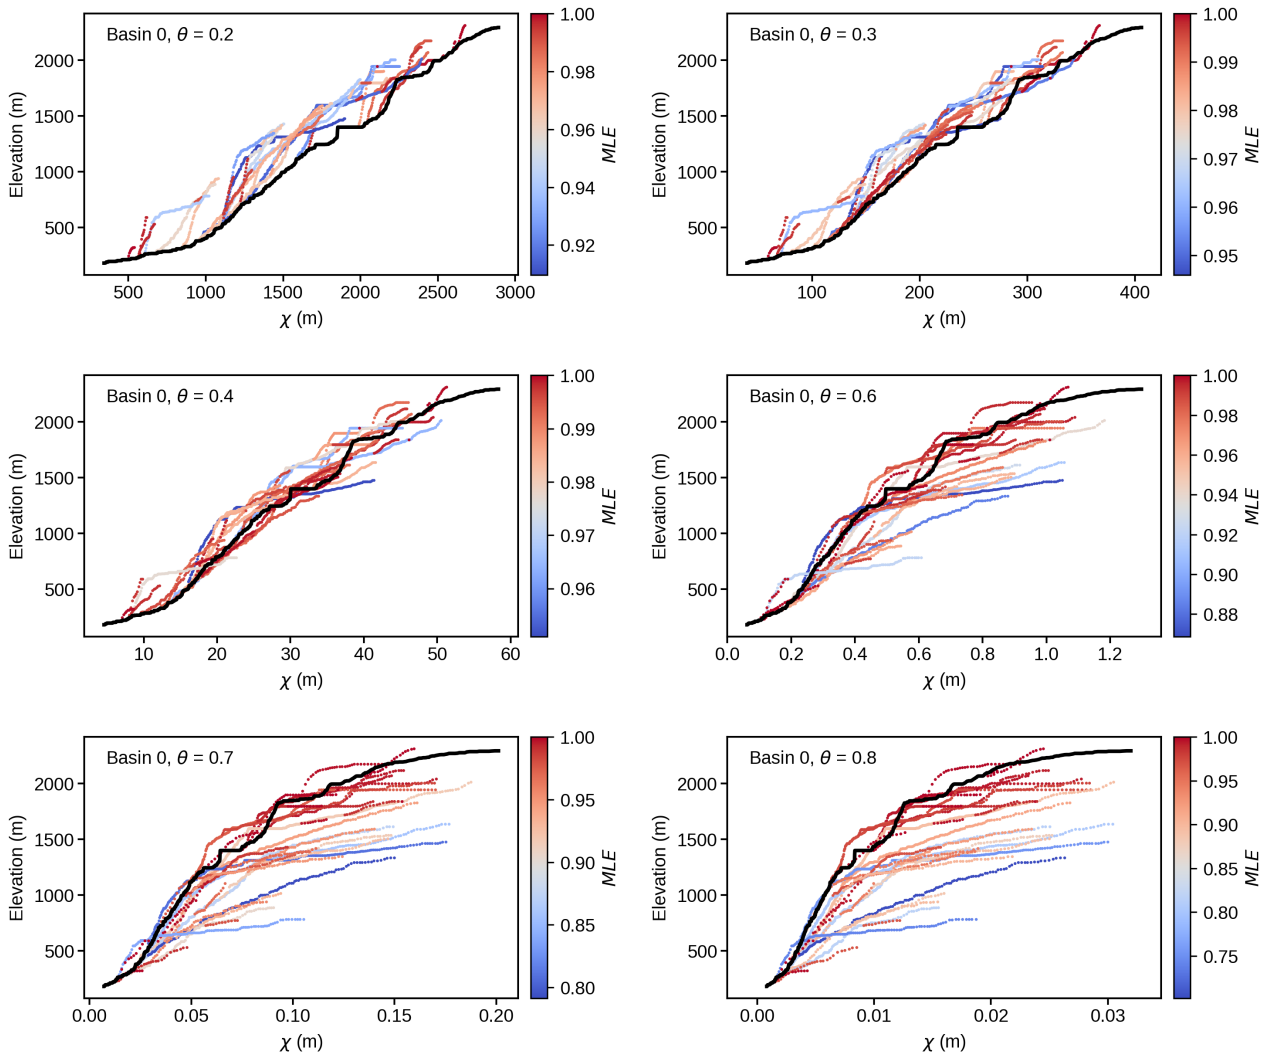 Basin 0, θ = 0.2
Elevation (m)
2000
1500
1000
500
500 1000 1500 2000 2500 3000
χ (m)
1.00
0.98
0.96
0.94
0.92
MLE
Basin 0, θ = 0.3
Elevation (m)
2000
1500
1000
500
100 200 300 400
χ (m)
1.00
0.99
0.98
0.97
0.96
0.95
MLE
Basin 0, θ = 0.4
Elevation (m)
2000
1500
1000
500
10 20 30 40 50 60
χ (m)
1.00
0.99
0.98
0.97
0.96
MLE
Basin 0, θ = 0.6
Elevation (m)
2000
1500
1000
500
0.0 0.2 0.4 0.6 0.8 1.0 1.2
χ (m)
1.00
0.98
0.96
0.94
0.92
0.90
0.88
MLE
Basin 0, θ = 0.7
Elevation (m)
2000
1500
1000
500
0.00 0.05 0.10 0.15 0.20
χ (m)
1.00
0.95
0.90
0.85
0.80
MLE
Basin 0, θ = 0.8
Elevation (m)
2000
1500
1000
500
0.00 0.01 0.02 0.03
χ (m)
1.00
0.95
0.90
0.85
0.80
0.75
MLE